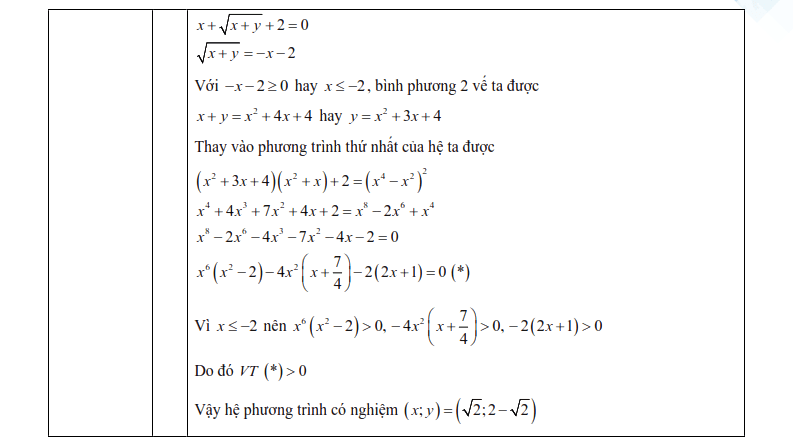 x + √(x + y) + 2 = 0
√(x + y) = −x − 2
Với −x − 2 ≥ 0 hay x ≤ −2, bình phương 2 vế ta được
x + y = x² + 4x + 4 hay y = x² + 3x + 4
Thay vào phương trình thứ nhất của hệ ta được
(x² + 3x + 4)(x² + x) + 2 = (x⁴ − x²)²
x⁴ + 4x³ + 7x² + 4x + 2 = x⁸ − 2x⁶ + x⁴
x⁸ − 2x⁶ − 4x³ − 7x² − 4x − 2 = 0
x⁶(x² − 2) − 4x²(x + 7/4) − 2(2x + 1) = 0 (*)
Vì x ≤ −2 nên x⁶(x² − 2) > 0, −4x²(x + 7/4) > 0, −2(2x + 1) > 0
Do đó VT (*) > 0
Vậy hệ phương trình có nghiệm (x; y) = (√2; 2 − √2)